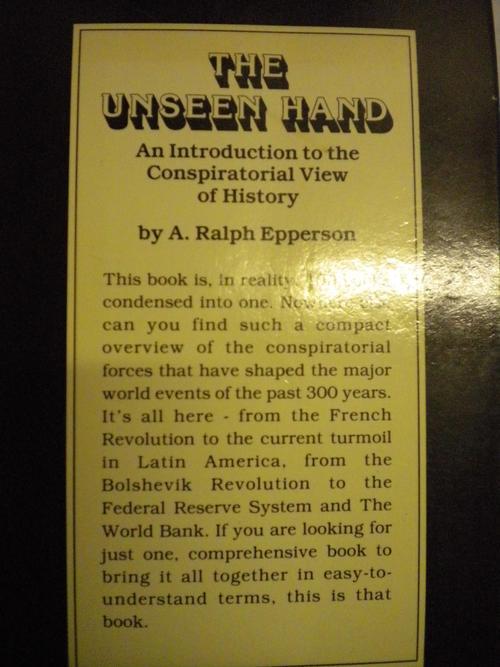 THE
UNSEEN HAND
An Introduction to the
Conspiratorial View
of History
by A. Ralph Epperson
This book is, in reality,
condensed into one. Nowhere else
can you find such a compact
overview of the conspiratorial
forces that have shaped the major
world events of the past 300 years.
It's all here - from the French
Revolution to the current turmoil
in Latin America, from the
Bolshevik Revolution to the
Federal Reserve System and The
World Bank. If you are looking for
just one, comprehensive book to
bring it all together in easy-to-
understand terms, this is that
book.